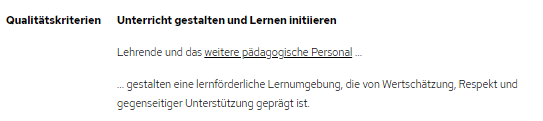 Qualitätskriterien Unterricht gestalten und Lernen initiieren
Lehrende und das weitere pädagogische Personal ...
... gestalten eine lernförderliche Lernumgebung, die von Wertschätzung, Respekt und
gegenseitiger Unterstützung geprägt ist.